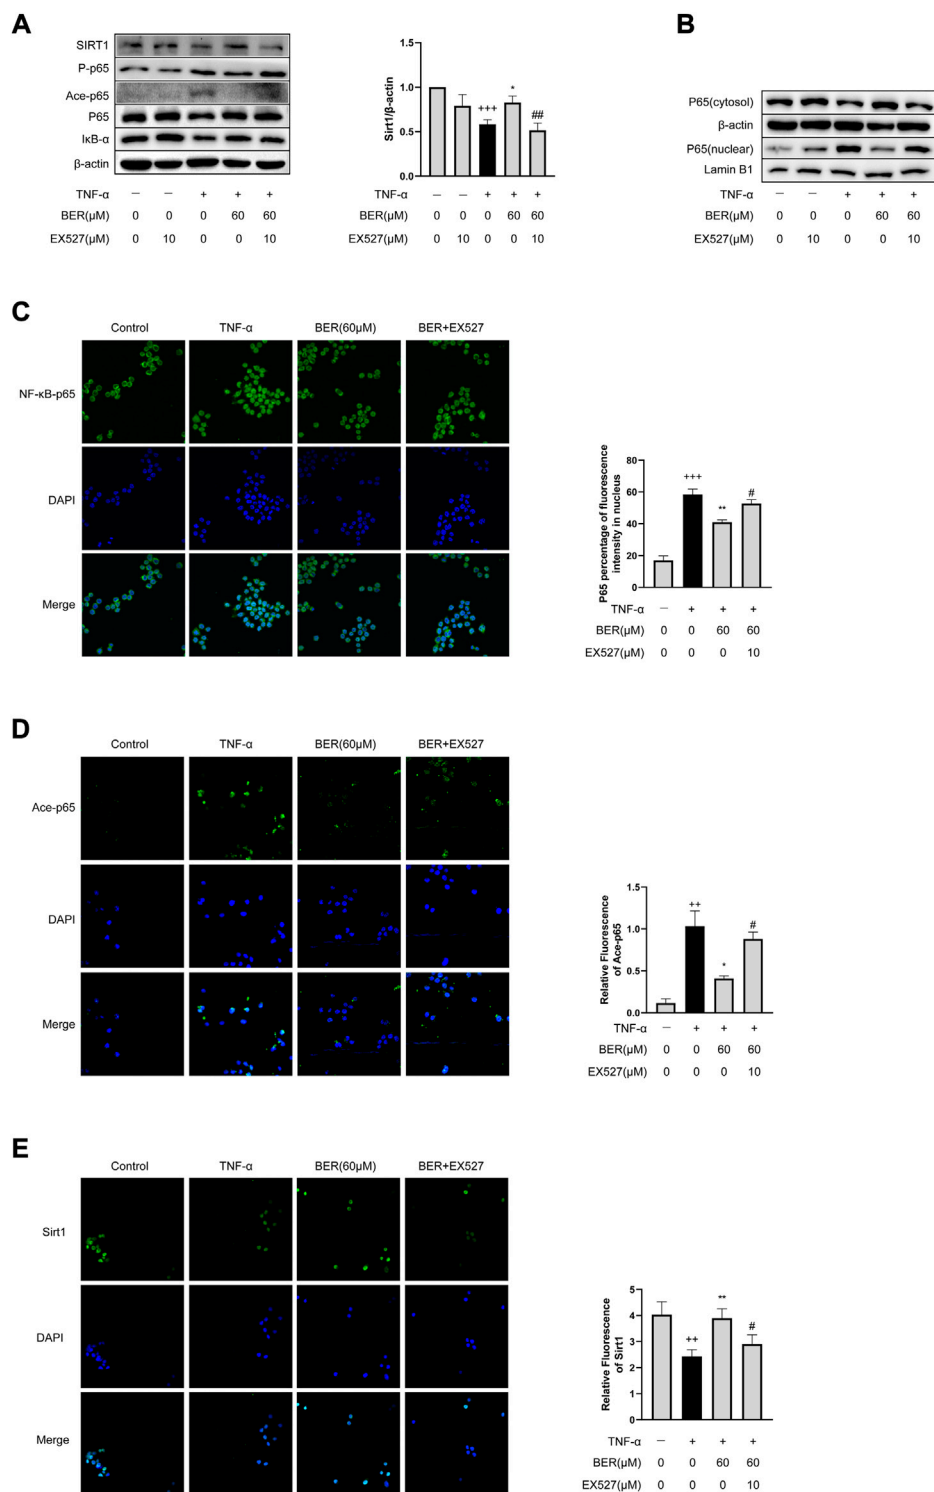 A
SIRT1
P-p65
Ace-p65
P65
IκB-α
β-actin
TNF-α — — + + +
BER(μM) 0 0 0 60 60
EX527(μM) 0 10 0 0 10
Sirt1/β-actin
1.5
1.0
0.5
0.0
+++
*
##
TNF-α — — + + +
BER(μM) 0 0 0 60 60
EX527(μM) 0 10 0 0 10
B
P65(cytosol)
β-actin
P65(nuclear)
Lamin B1
TNF-α — — + + +
BER(μM) 0 0 0 60 60
EX527(μM) 0 10 0 0 10
C
Control TNF-α BER(60μM) BER+EX527
NF-κB-p65
DAPI
Merge
P65 percentage of fluorescence
intensity in nucleus
80
60
40
20
0
+++
**
#
TNF-α — + + +
BER(μM) 0 0 60 60
EX527(μM) 0 0 0 10
D
Control TNF-α BER(60μM) BER+EX527
Ace-p65
DAPI
Merge
Relative Fluorescence
of Ace-p65
1.5
1.0
0.5
0.0
++
*
#
TNF-α — + + +
BER(μM) 0 0 60 60
EX527(μM) 0 0 0 10
E
Control TNF-α BER(60μM) BER+EX527
Sirt1
DAPI
Merge
Relative Fluorescence
of Sirt1
5
4
3
2
1
0
++
**
#
TNF-α — + + +
BER(μM) 0 0 60 60
EX527(μM) 0 0 0 10